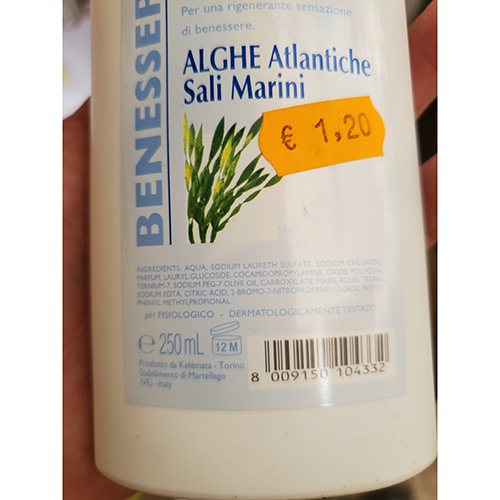 Per una rigenerante sensazione
di benessere.
BENESSER
ALGHE Atlantiche
Sali Marini
€ 1,20
INGREDIENTS: AQUA, SODIUM LAURETH SULFATE, SODIUM CHLORIDE,
PARFUM, LAURYL GLUCOSIDE, COCAMIDOPROPYLAMINE OXIDE, POLYQUA-
TERNIUM-7, SODIUM PEG-7 OLIVE OIL CARBOXYLATE, MARIS AQUA, TETRA-
SODIUM EDTA, CITRIC ACID, 2-BROMO-2-NITROPROPANE-1,3-DIOL, BUTYL-
PHENYL METHYLPROPIONAL.
pH FISIOLOGICO - DERMATOLOGICAMENTE TESTATO
e 250 mL 12 M
Prodotto da Kelémata - Torino
Stabilimento di Martellago
(VE) - Italy
8 009150 104332